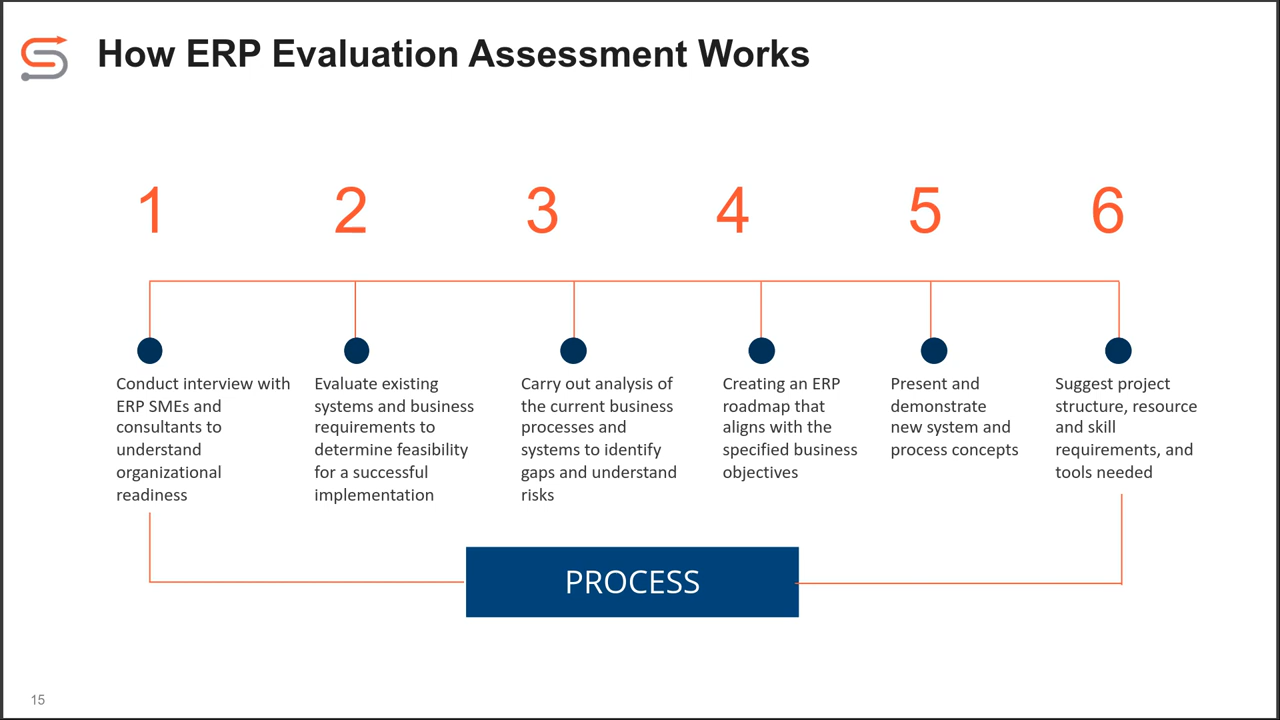 How ERP Evaluation Assessment Works
1
2
3
4
5
6
Conduct interview with
ERP SMEs and
consultants to
understand
organizational
readiness
Evaluate existing
systems and business
requirements to
determine feasibility
for a successful
implementation
Carry out analysis of
the current business
processes and
systems to identify
gaps and understand
risks
Creating an ERP
roadmap that
aligns with the
specified business
objectives
Present and
demonstrate
new system and
process concepts
Suggest project
structure, resource
and skill
requirements, and
tools needed
PROCESS
15